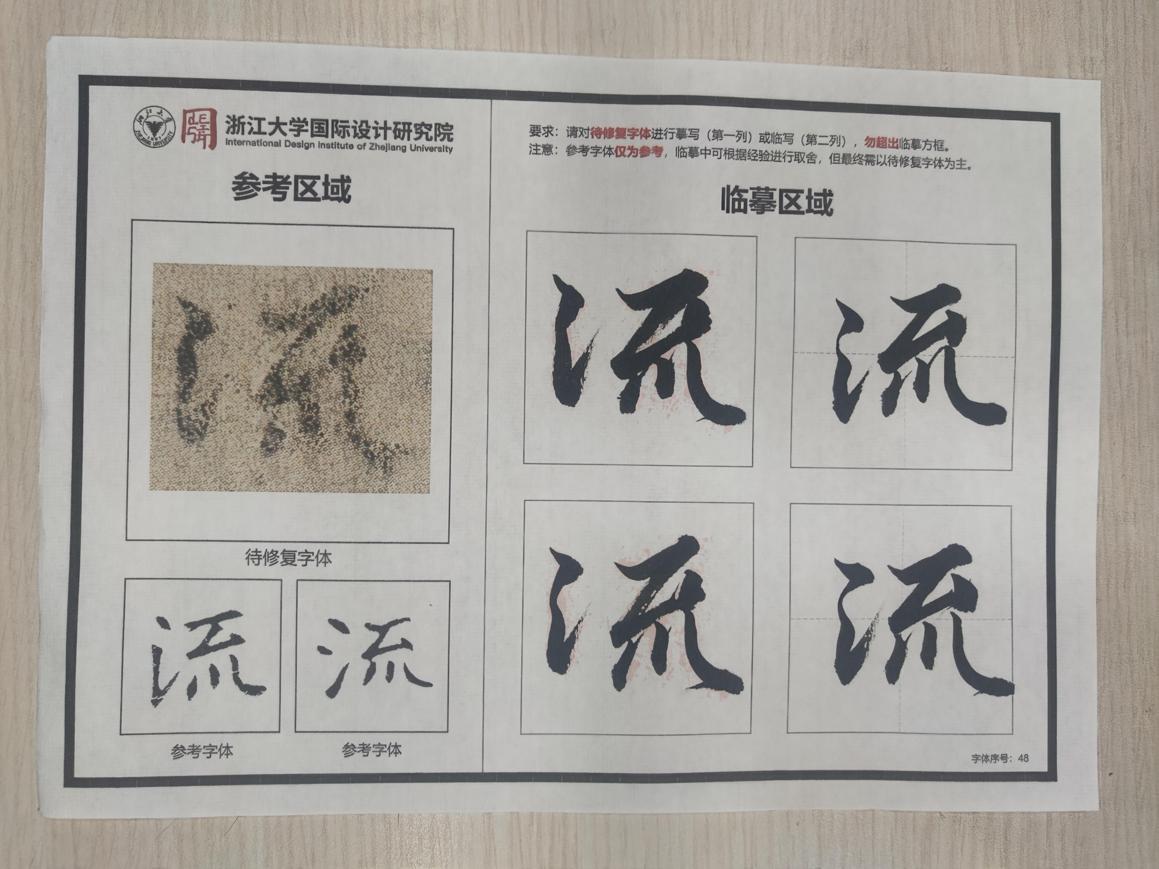 浙江大学国际设计研究院
International Design Institute of Zhejiang University
参考区域
流
待修复字体
流
流
参考字体
参考字体
要求：请对待修复字体进行摹写（第一列）或临写（第二列），勿超出临摹方框。
注意：参考字体仅为参考，临摹中可根据经验进行取舍，但最终需以待修复字体为主。
临摹区域
流
流
流
流
字体序号：48